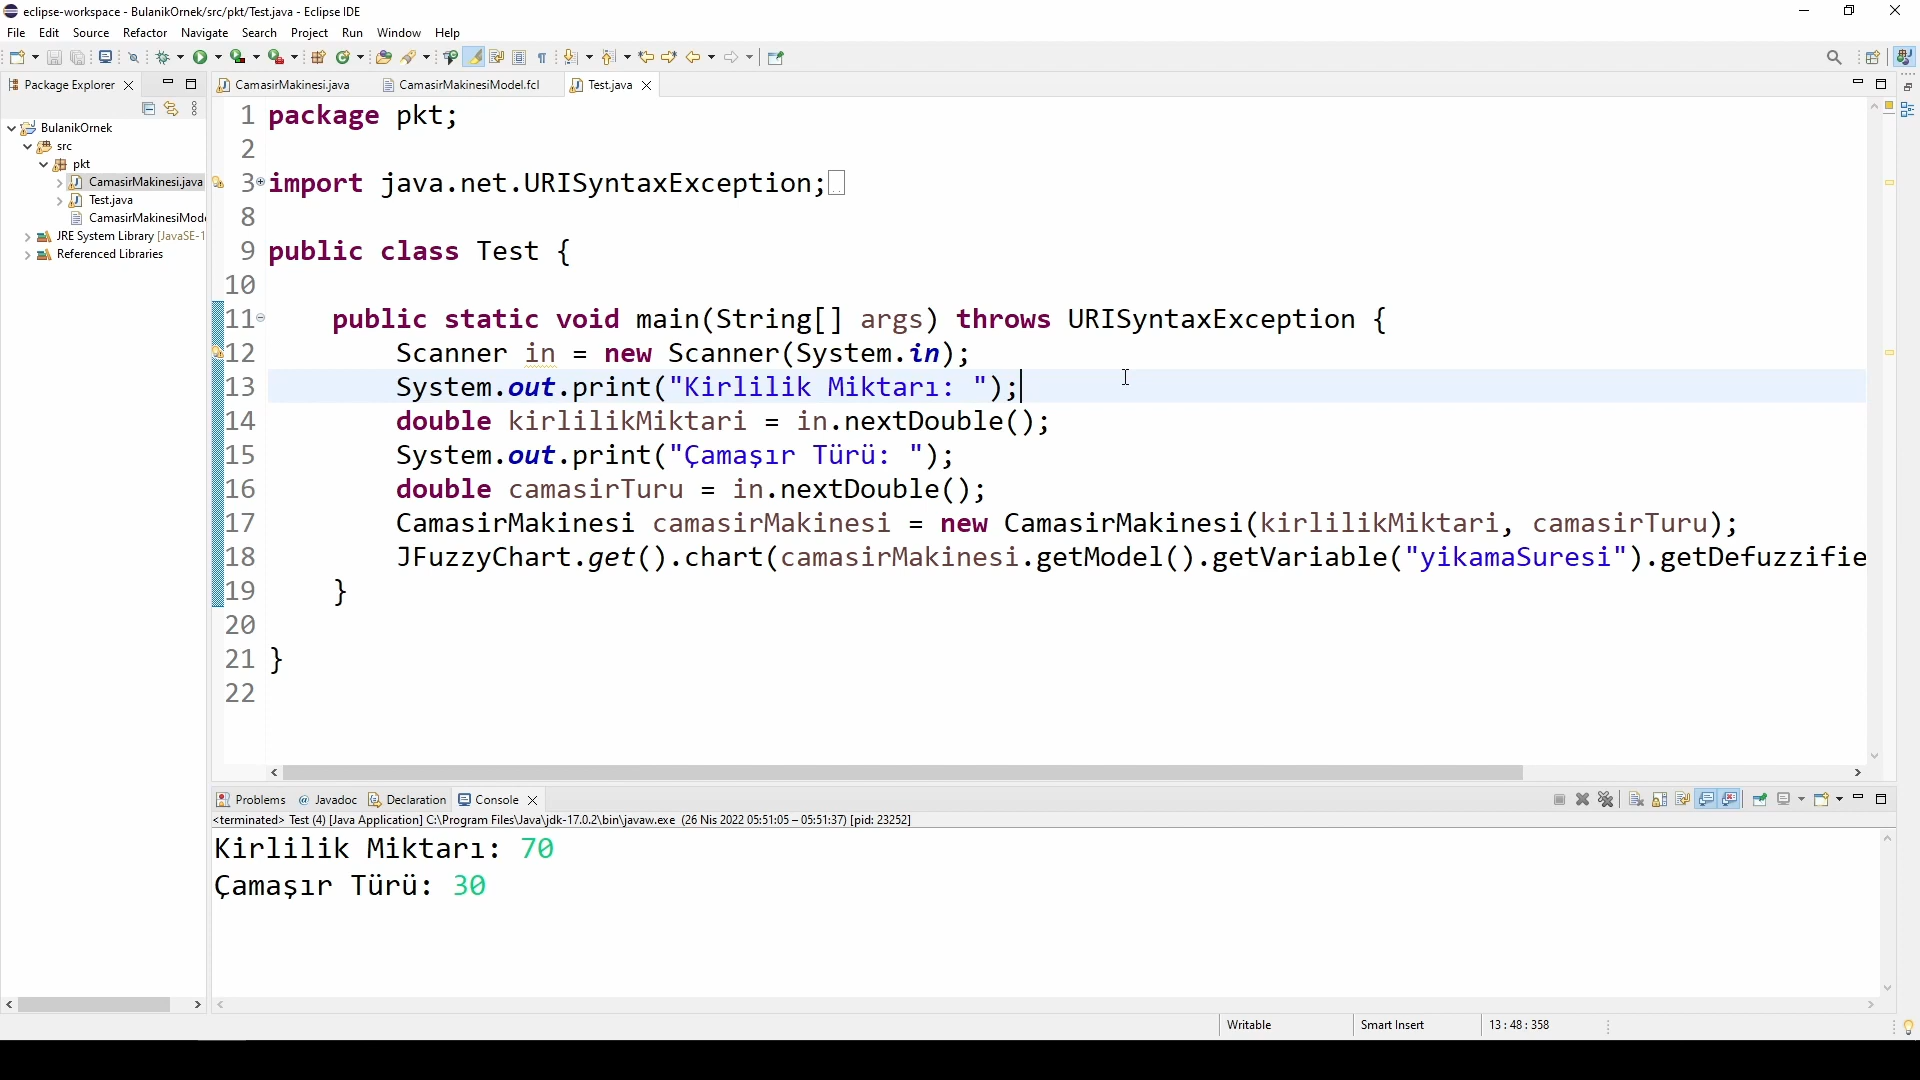 eclipse-workspace - BulanikOrnek/src/pkt/Test.java - Eclipse IDE
File Edit Source Refactor Navigate Search Project Run Window Help
Package Explorer
CamasirMakinesi.java CamasirMakinesiModel.fcl Test.java
BulanikOrnek
src
pkt
CamasirMakinesi.java
Test.java
CamasirMakinesiMode
JRE System Library [JavaSE-1
Referenced Libraries
1 package pkt;
2
3 import java.net.URISyntaxException;
8
9 public class Test {
10
11 public static void main(String[] args) throws URISyntaxException {
12 Scanner in = new Scanner(System.in);
13 System.out.print("Kirlilik Miktarı: ");
14 double kirlilikMiktari = in.nextDouble();
15 System.out.print("Çamaşır Türü: ");
16 double camasirTuru = in.nextDouble();
17 CamasirMakinesi camasirMakinesi = new CamasirMakinesi(kirlilikMiktari, camasirTuru);
18 JFuzzyChart.get().chart(camasirMakinesi.getModel().getVariable("yikamaSuresi").getDefuzzifie
19 }
20
21 }
22
Problems @ Javadoc Declaration Console
<terminated> Test (4) [Java Application] C:\Program Files\Java\jdk-17.0.2\bin\javaw.exe (26 Nis 2022 05:51:05 – 05:51:37) [pid: 23252]
Kirlilik Miktarı: 70
Çamaşır Türü: 30
Writable Smart Insert 13 : 48 : 358